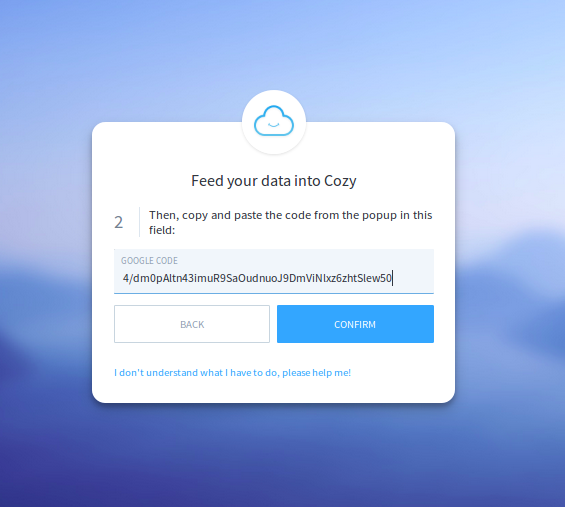 Feed your data into Cozy
2
Then, copy and paste the code from the popup in this
field:
GOOGLE CODE
4/dm0pAltn43imuR9SaOudnuoJ9DmViNlxz6zhtSlew50
BACK
CONFIRM
I don't understand what I have to do, please help me!